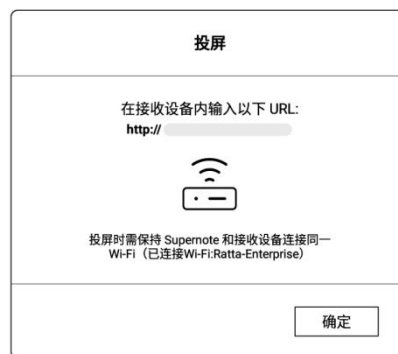 投屏
在接收设备内输入以下 URL:
http://
投屏时需保持 Supernote 和接收设备连接同一
Wi-Fi（已连接Wi-Fi:Ratta-Enterprise）
确定